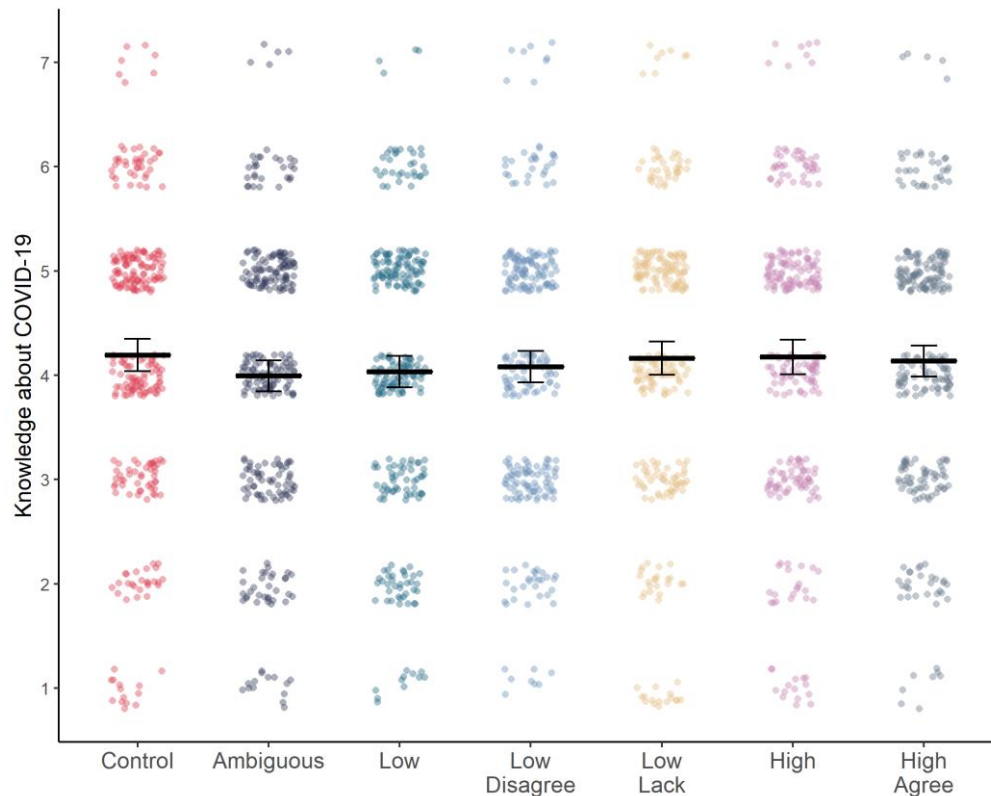 Knowledge about COVID-19
7
6
5
4
3
2
1
Control
Ambiguous
Low
Low
Disagree
Low
Lack
High
High
Agree